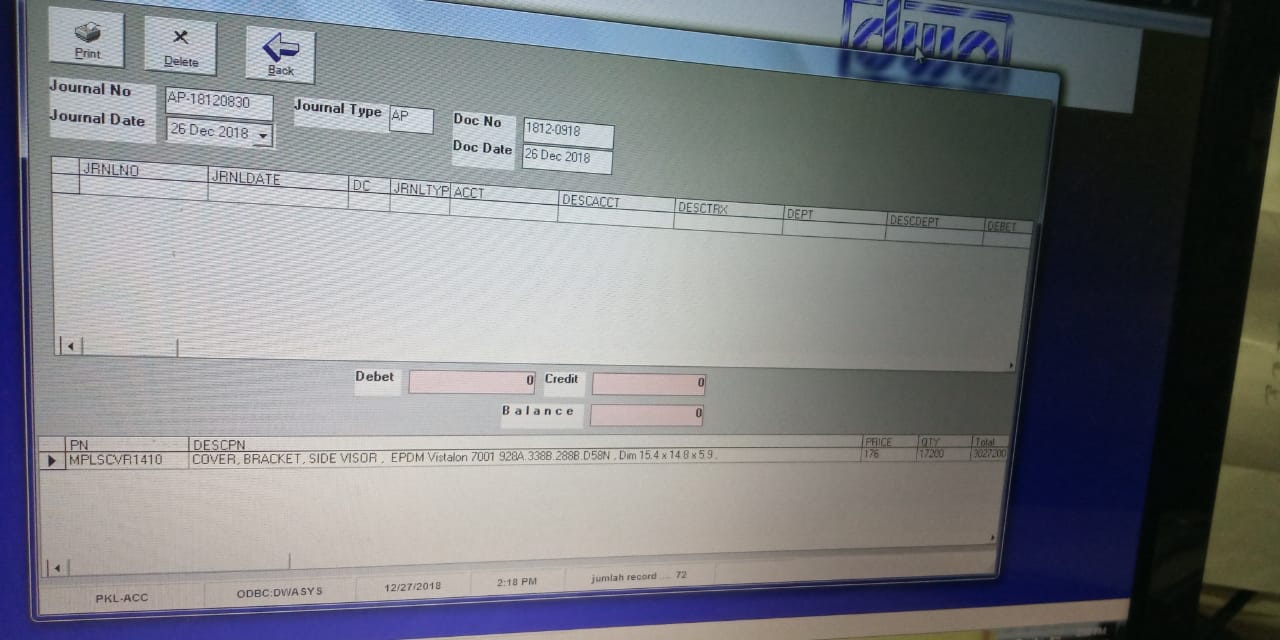 dwa
Print
Delete
Back
Journal No AP-18120830 Journal Type AP Doc No 1812-0918
Journal Date 26 Dec 2018 Doc Date 26 Dec 2018
JRNLNO JRNLDATE DC JRNLTYP ACCT DESCACCT DESCTRX DEPT DESCDEPT DEBET
Debet 0 Credit 0
Balance 0
PN DESCPN PRICE QTY Total
MPLSCVR1410 COVER, BRACKET, SIDE VISOR , EPDM Vistalon 7001 928A.338B.288B.D58N , Dim 15.4 x 14.8 x 5.9 , 176 17200 3027200
PKL-ACC ODBC:DWASYS 12/27/2018 2:18 PM jumlah record ... 72